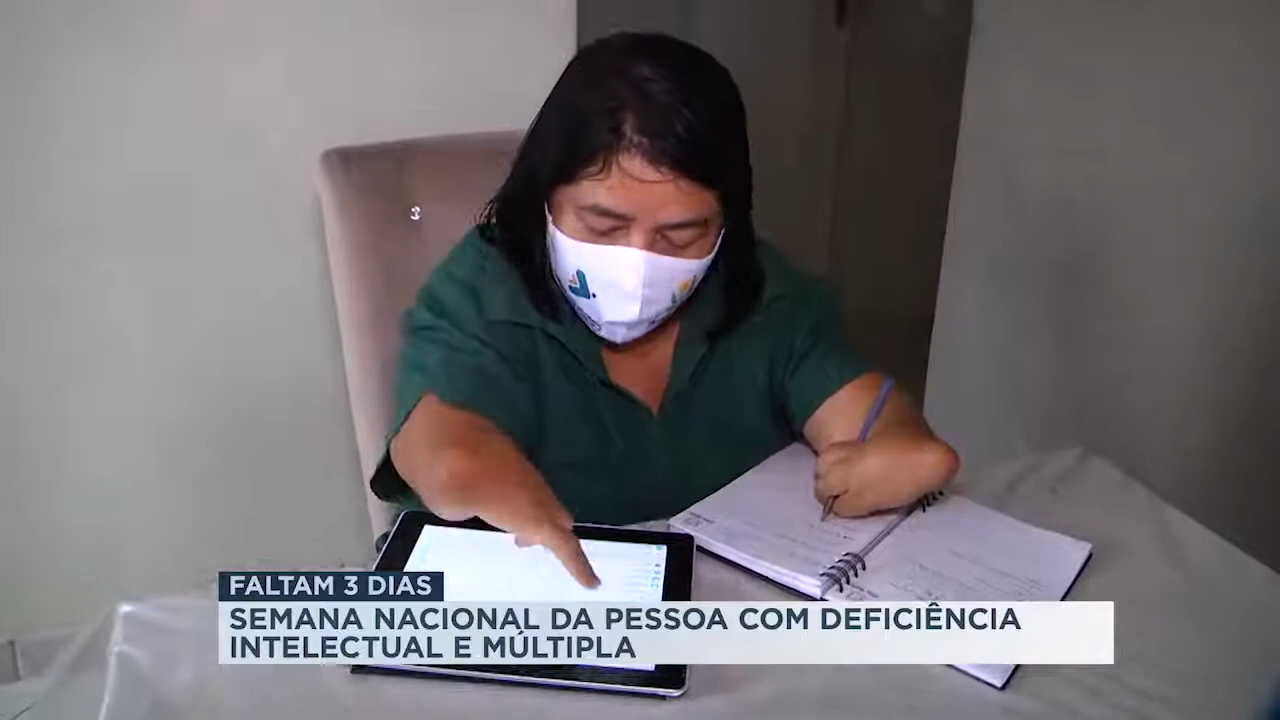 FALTAM 3 DIAS
SEMANA NACIONAL DA PESSOA COM DEFICIÊNCIA
INTELECTUAL E MÚLTIPLA